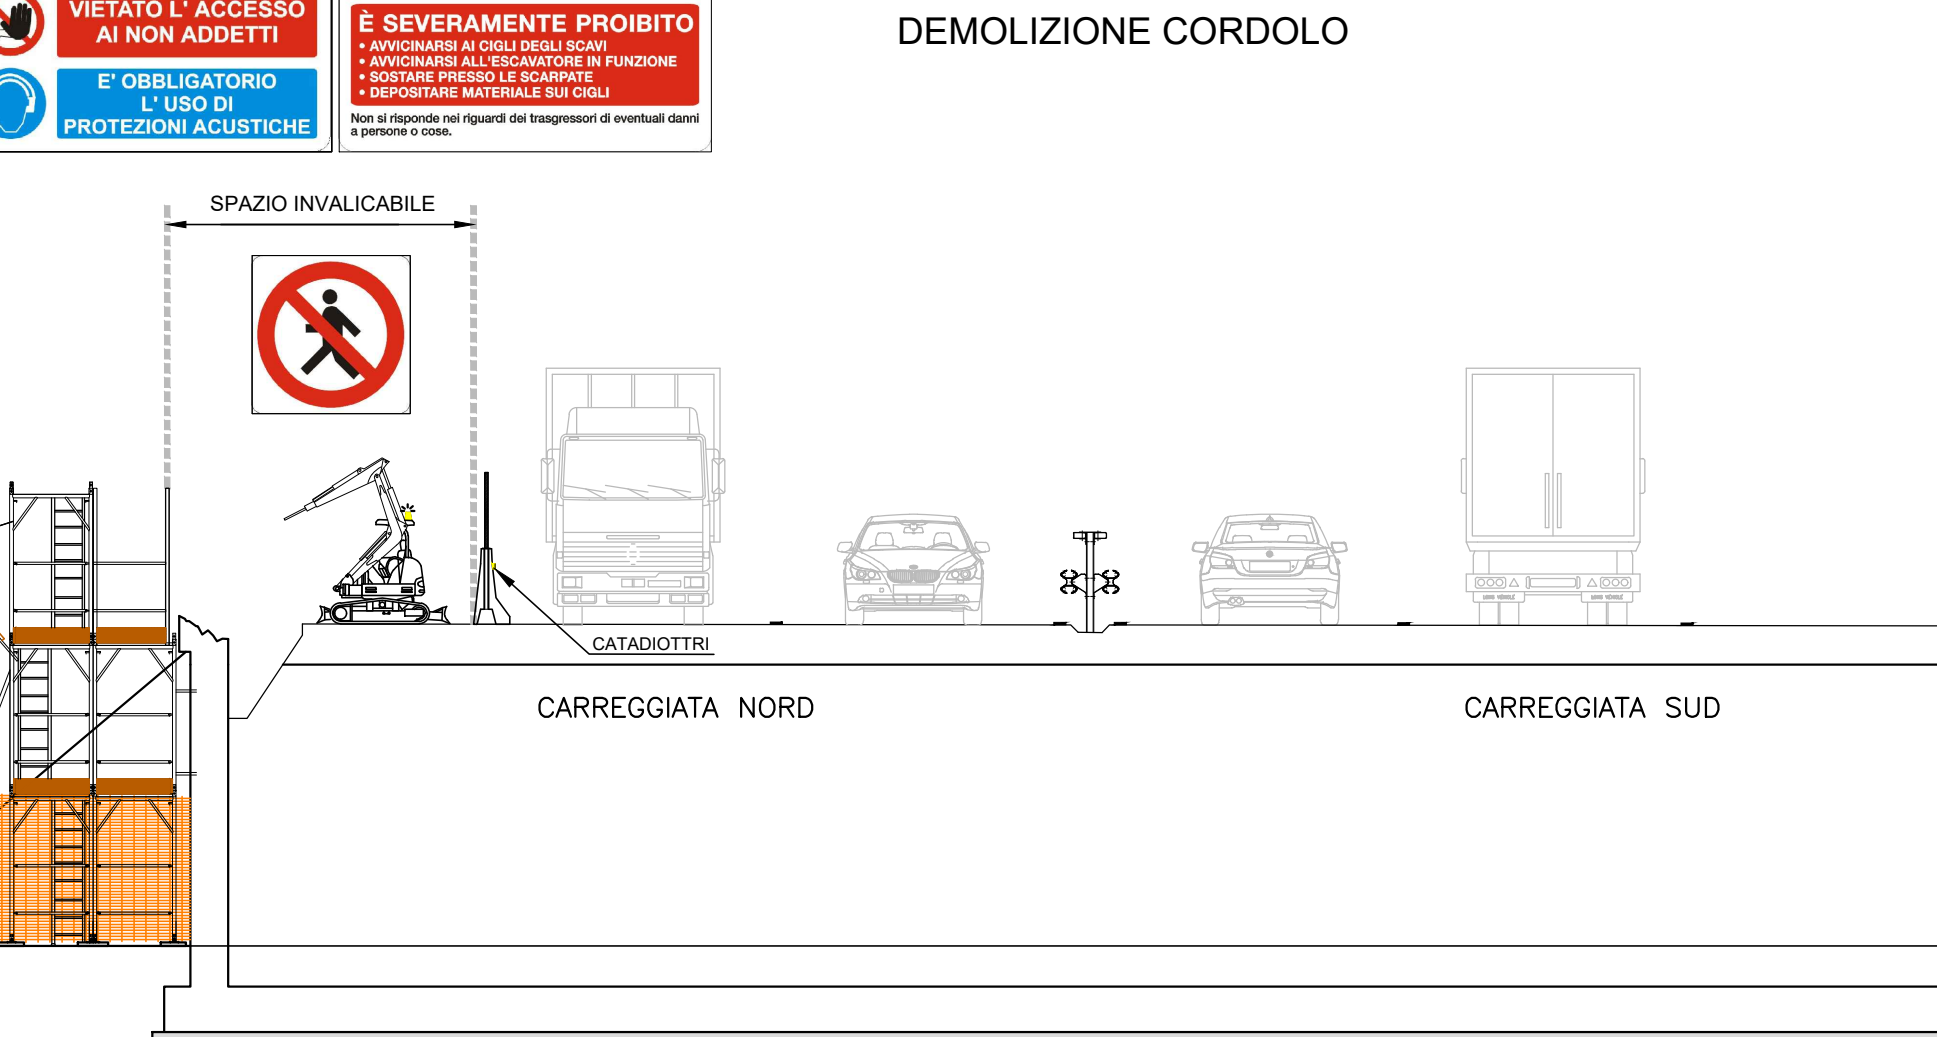 VIETATO L' ACCESSO
AI NON ADDETTI
E' OBBLIGATORIO
L' USO DI
PROTEZIONI ACUSTICHE
È SEVERAMENTE PROIBITO
• AVVICINARSI AI CIGLI DEGLI SCAVI
• AVVICINARSI ALL'ESCAVATORE IN FUNZIONE
• SOSTARE PRESSO LE SCARPATE
• DEPOSITARE MATERIALE SUI CIGLI
Non si risponde nei riguardi dei trasgressori di eventuali danni
a persone o cose.
DEMOLIZIONE CORDOLO
SPAZIO INVALICABILE
CATADIOTTRI
CARREGGIATA NORD
CARREGGIATA SUD